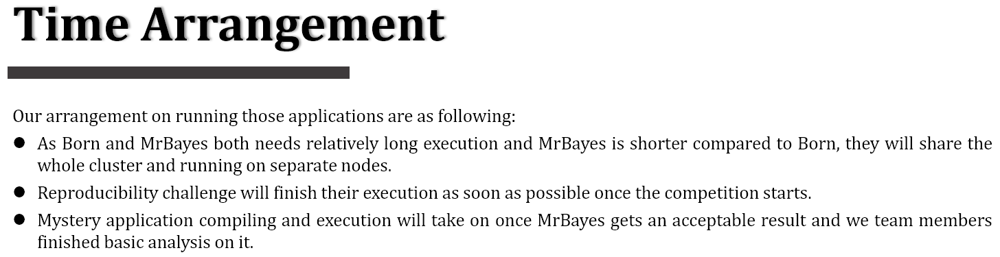 Time Arrangement
Our arrangement on running those applications are as following:
● As Born and MrBayes both needs relatively long execution and MrBayes is shorter compared to Born, they will share the
whole cluster and running on separate nodes.
● Reproducibility challenge will finish their execution as soon as possible once the competition starts.
● Mystery application compiling and execution will take on once MrBayes gets an acceptable result and we team members
finished basic analysis on it.